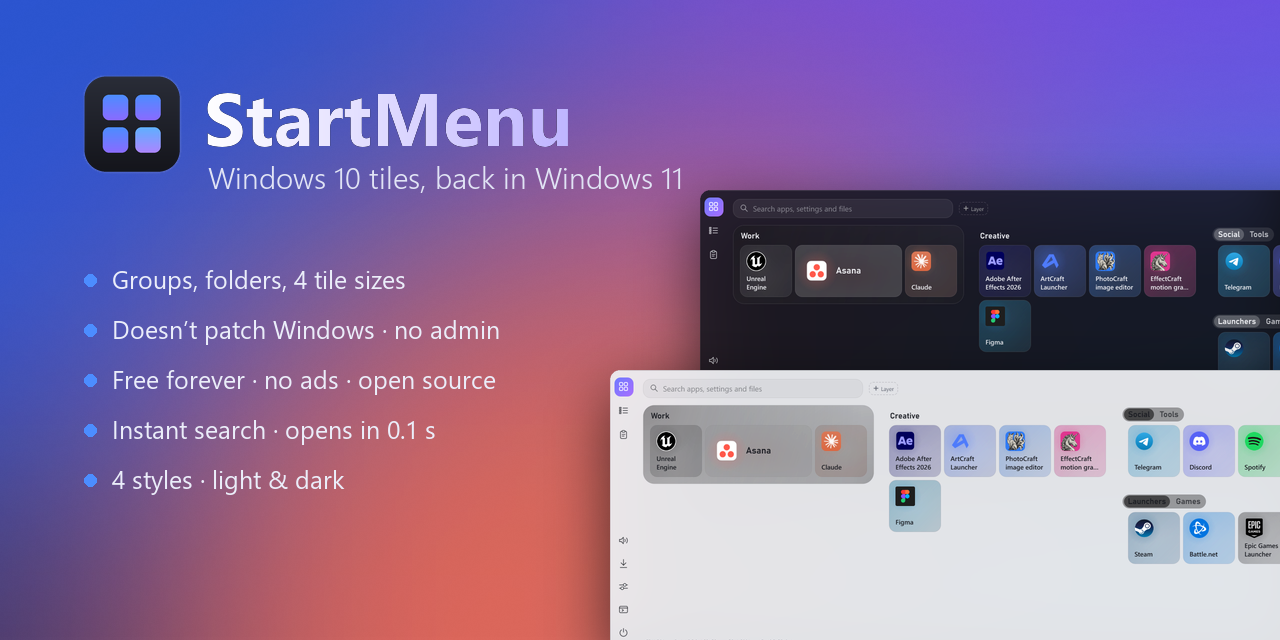 StartMenu
Windows 10 tiles, back in Windows 11
Groups, folders, 4 tile sizes
Doesn’t patch Windows · no admin
Free forever · no ads · open source
Instant search · opens in 0.1 s
4 styles · light & dark
Search apps, settings and files
+ Layer
Work
Unreal Engine
Asana
Claude
Creative
Ae
Adobe After Effects 2026
ArtCraft Launcher
PhotoCraft image editor
EffectCraft motion gra...
Figma
Social Tools
Telegram
Launchers Gam
Search apps, settings and files
+ Layer
Work
Unreal Engine
Asana
Claude
Creative
Ae
Adobe After Effects 2026
ArtCraft Launcher
PhotoCraft image editor
EffectCraft motion gra...
Figma
Social Tools
Telegram
Discord
Spotify
Launchers Games
Steam
Battle.net
EPIC GAMES
Epic Games Launcher